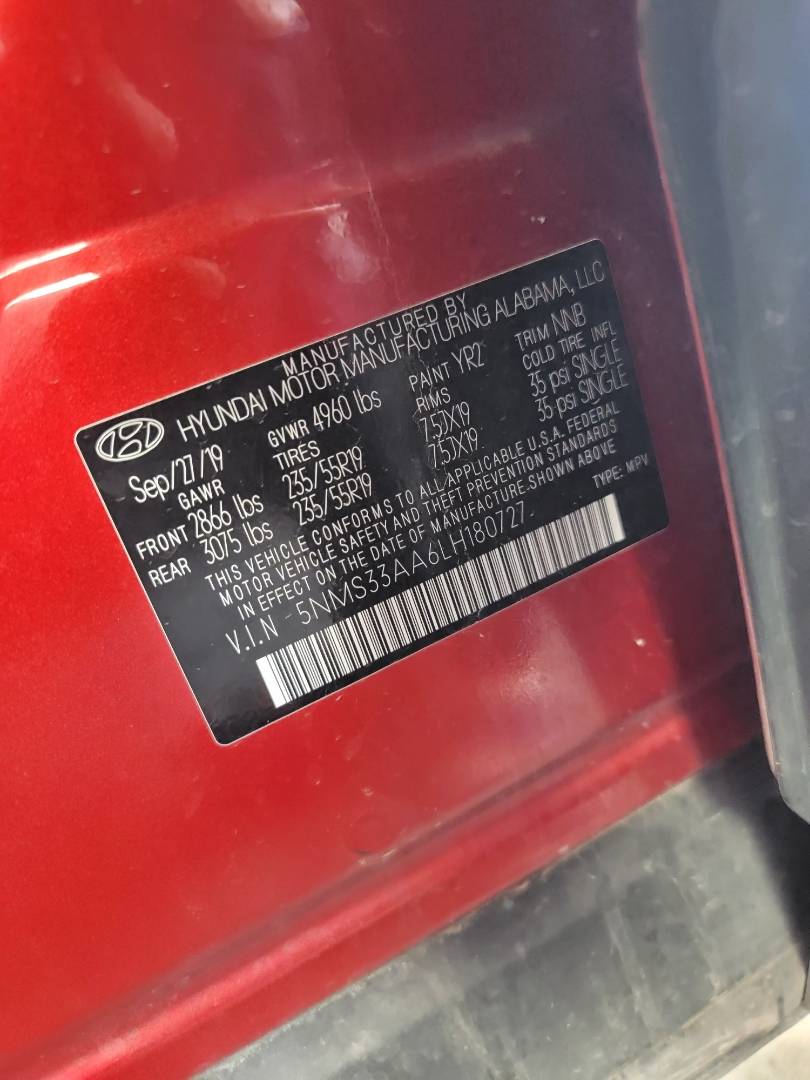 MANUFACTURED BY
HYUNDAI MOTOR MANUFACTURING ALABAMA, LLC
Sep/27/19 GVWR 4960 lbs PAINT YR2 TRIM NNB
GAWR TIRES RIMS COLD TIRE INFL
FRONT 2866 lbs 235/55R19 7.5JX19 35 psi SINGLE
REAR 3075 lbs 235/55R19 7.5JX19 35 psi SINGLE
THIS VEHICLE CONFORMS TO ALL APPLICABLE U.S.A. FEDERAL
MOTOR VEHICLE SAFETY AND THEFT PREVENTION STANDARDS
IN EFFECT ON THE DATE OF MANUFACTURE SHOWN ABOVE
V.I.N 5NMS33AA6LH180727 TYPE: MPV